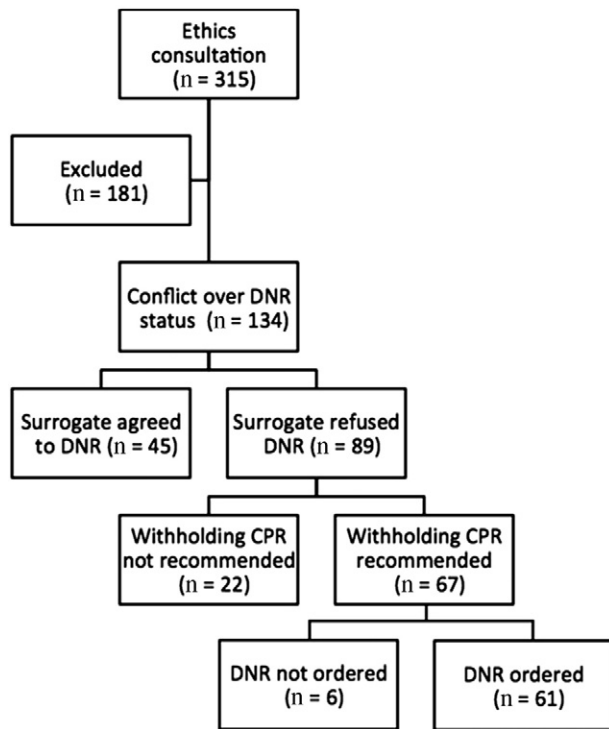 Ethics
consultation
(n = 315)
Excluded
(n = 181)
Conflict over DNR
status (n = 134)
Surrogate agreed
to DNR (n = 45)
Surrogate refused
DNR (n = 89)
Withholding CPR
not recommended
(n = 22)
Withholding CPR
recommended
(n = 67)
DNR not ordered
(n = 6)
DNR ordered
(n = 61)